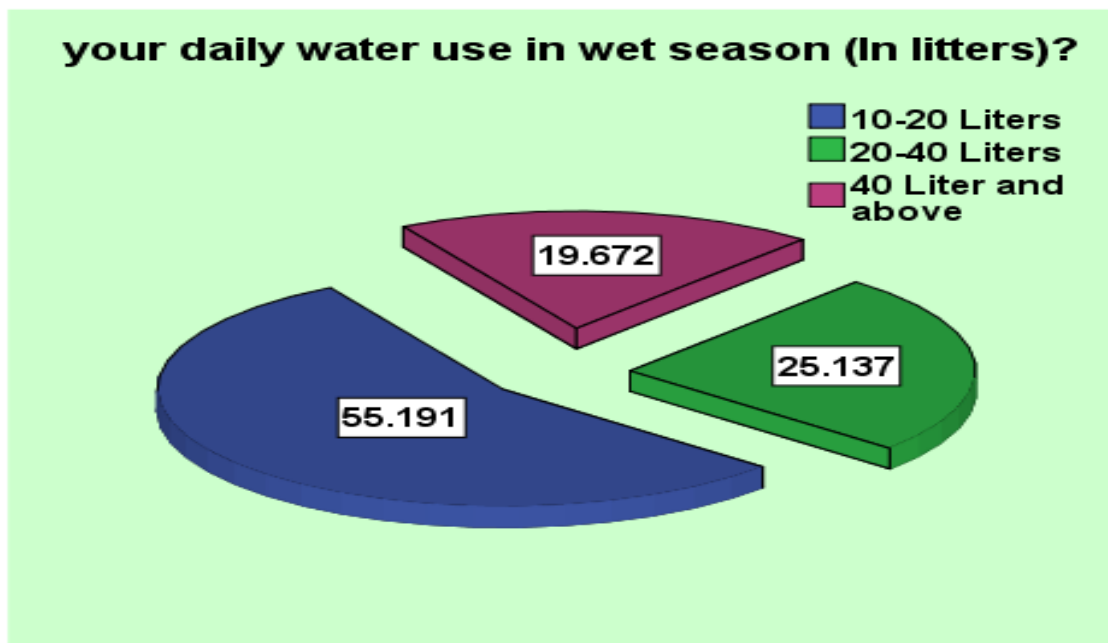 your daily water use in wet season (In litters)?
10-20 Liters
20-40 Liters
40 Liter and
above
19.672
25.137
55.191